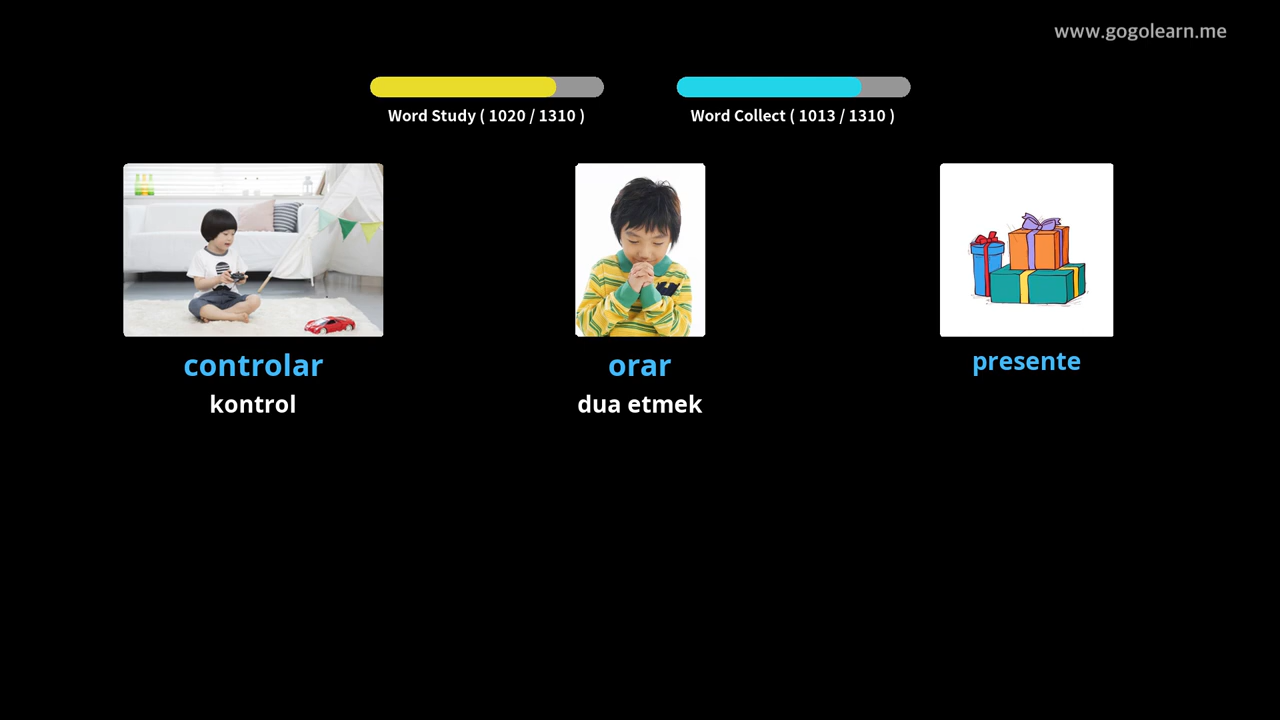 www.gogolearn.me
Word Study ( 1020 / 1310 )
Word Collect ( 1013 / 1310 )
controlar
kontrol
orar
dua etmek
presente